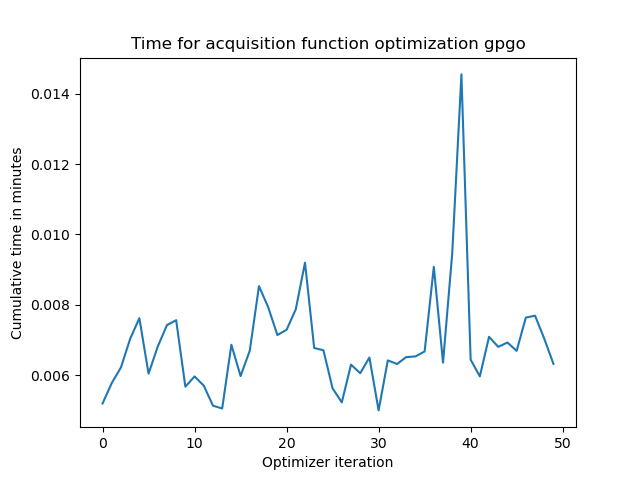 Time for acquisition function optimization gpgo
Cumulative time in minutes
0.014
0.012
0.010
0.008
0.006
0 10 20 30 40 50
Optimizer iteration